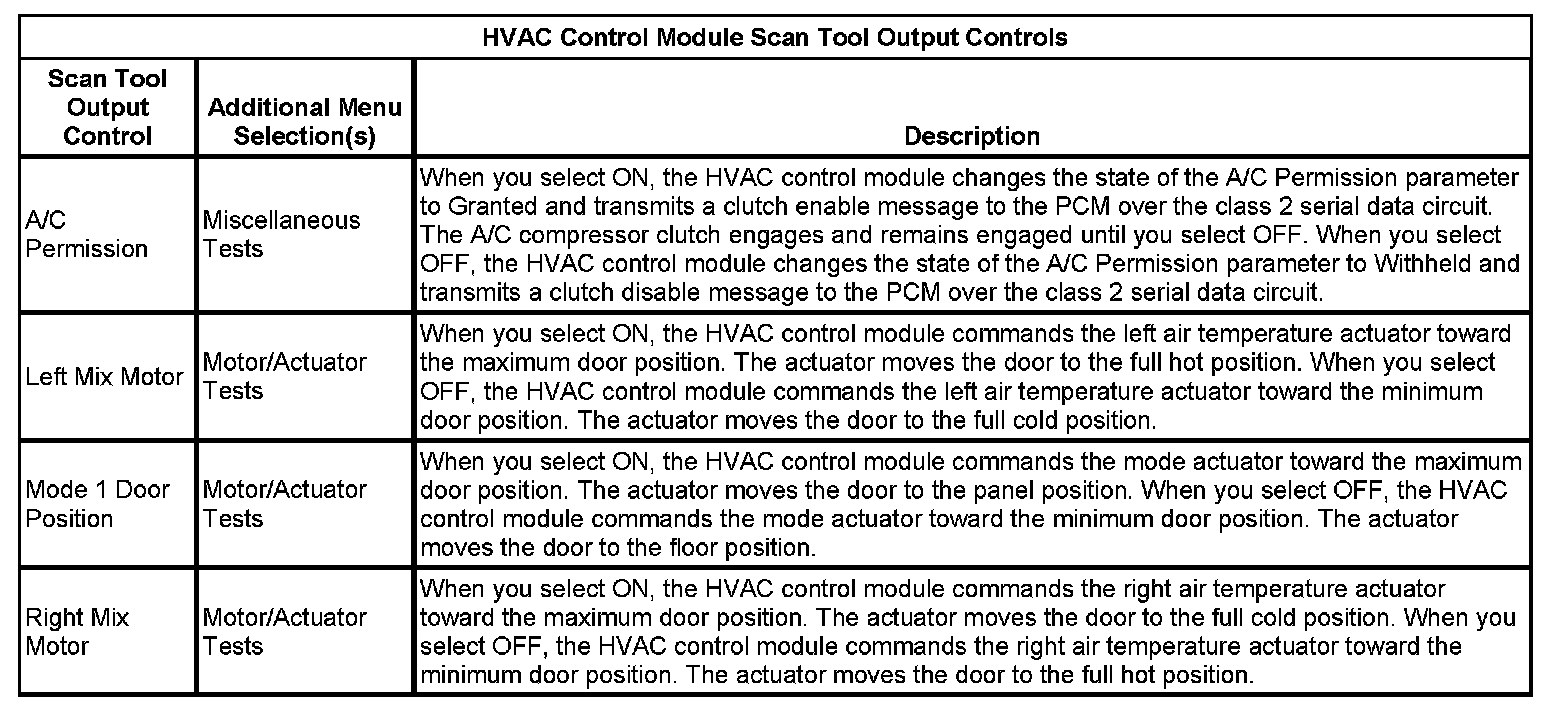 HVAC Control Module Scan Tool Output Controls
Scan Tool
Output
Control
Additional Menu
Selection(s)
Description
A/C
Permission
Miscellaneous
Tests
When you select ON, the HVAC control module changes the state of the A/C Permission parameter
to Granted and transmits a clutch enable message to the PCM over the class 2 serial data circuit.
The A/C compressor clutch engages and remains engaged until you select OFF. When you select
OFF, the HVAC control module changes the state of the A/C Permission parameter to Withheld and
transmits a clutch disable message to the PCM over the class 2 serial data circuit.
Left Mix Motor
Motor/Actuator
Tests
When you select ON, the HVAC control module commands the left air temperature actuator toward
the maximum door position. The actuator moves the door to the full hot position. When you select
OFF, the HVAC control module commands the left air temperature actuator toward the minimum
door position. The actuator moves the door to the full cold position.
Mode 1 Door
Position
Motor/Actuator
Tests
When you select ON, the HVAC control module commands the mode actuator toward the maximum
door position. The actuator moves the door to the panel position. When you select OFF, the HVAC
control module commands the mode actuator toward the minimum door position. The actuator
moves the door to the floor position.
Right Mix
Motor
Motor/Actuator
Tests
When you select ON, the HVAC control module commands the right air temperature actuator
toward the maximum door position. The actuator moves the door to the full cold position. When you
select OFF, the HVAC control module commands the right air temperature actuator toward the
minimum door position. The actuator moves the door to the full hot position.